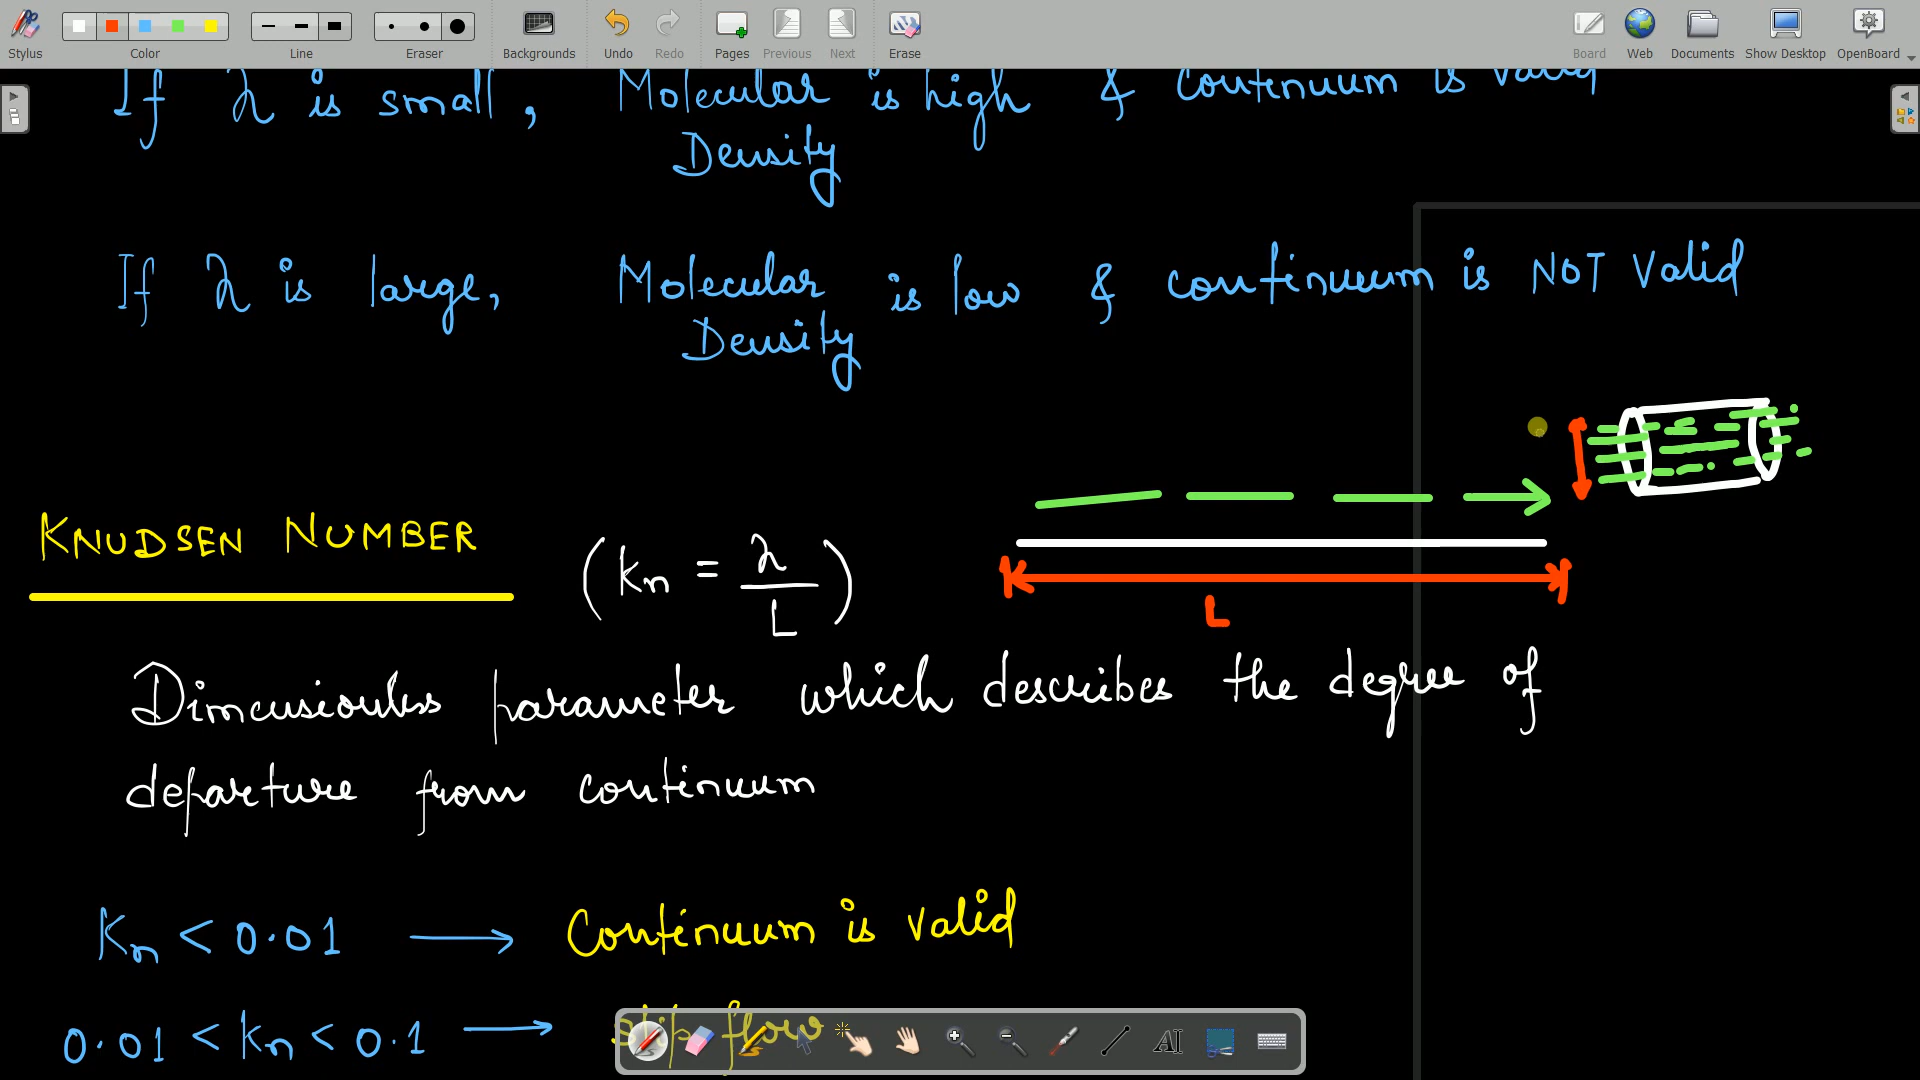 Stylus Color Line Eraser Backgrounds Undo Redo Pages Previous Next Erase Board Web Documents Show Desktop OpenBoard
If λ is small, Molecular Density is high & Continuum is valid
If λ is large, Molecular Density is low & continuum is NOT Valid
KNUDSEN NUMBER (Kn = λ/L)
L
Dimensionless parameter which describes the degree of
departure from continuum
Kn < 0.01 → Continuum is valid
0.01 < Kn < 0.1 → slip flow
AI